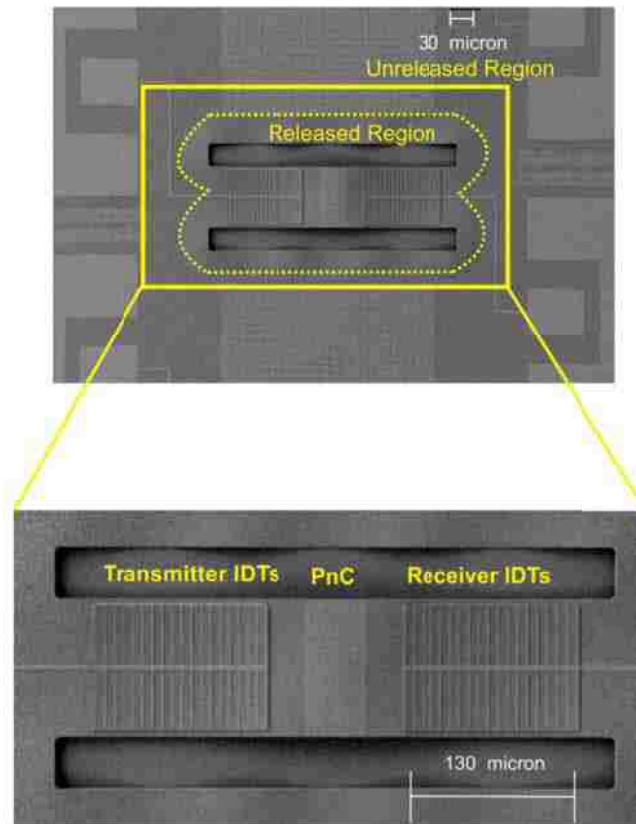 30 micron
Unreleased Region
Released Region
Transmitter IDTs PnC Receiver IDTs
130 micron